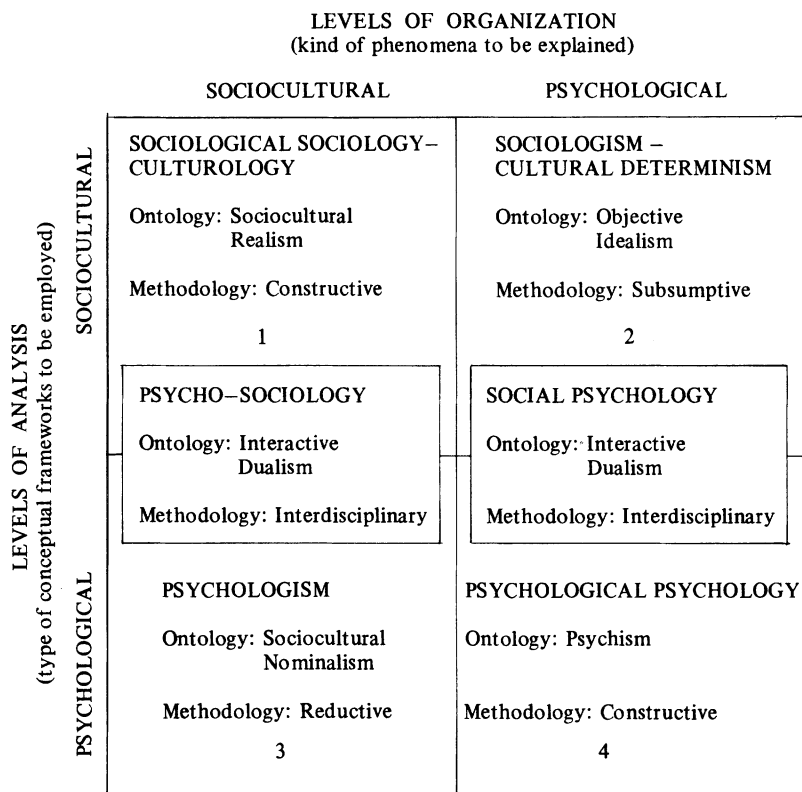 LEVELS OF ORGANIZATION
(kind of phenomena to be explained)
SOCIOCULTURAL
PSYCHOLOGICAL
LEVELS OF ANALYSIS
(type of conceptual frameworks to be employed)
SOCIOCULTURAL
SOCIOLOGICAL SOCIOLOGY–
CULTUROLOGY
Ontology: Sociocultural
Realism
Methodology: Constructive
1
SOCIOLOGISM –
CULTURAL DETERMINISM
Ontology: Objective
Idealism
Methodology: Subsumptive
2
PSYCHO–SOCIOLOGY
Ontology: Interactive
Dualism
Methodology: Interdisciplinary
SOCIAL PSYCHOLOGY
Ontology: Interactive
Dualism
Methodology: Interdisciplinary
PSYCHOLOGICAL
PSYCHOLOGISM
Ontology: Sociocultural
Nominalism
Methodology: Reductive
3
PSYCHOLOGICAL PSYCHOLOGY
Ontology: Psychism
Methodology: Constructive
4